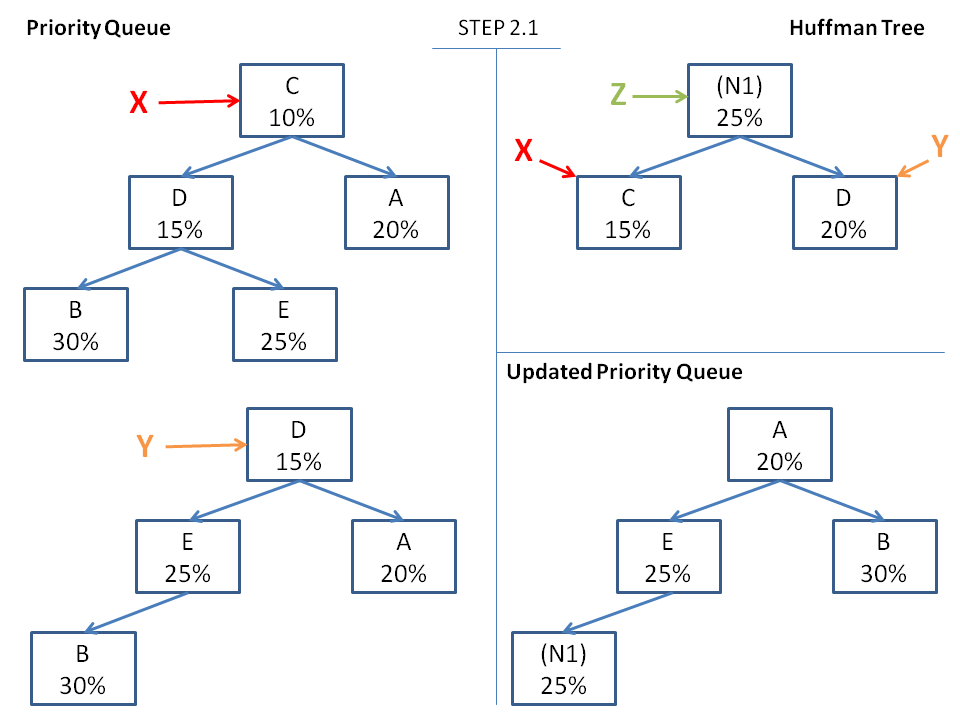 Priority Queue
STEP 2.1
Huffman Tree
X
C
10%
D
15%
A
20%
B
30%
E
25%
Y
D
15%
E
25%
A
20%
B
30%
Z
(N1)
25%
X
Y
C
15%
D
20%
Updated Priority Queue
A
20%
E
25%
B
30%
(N1)
25%